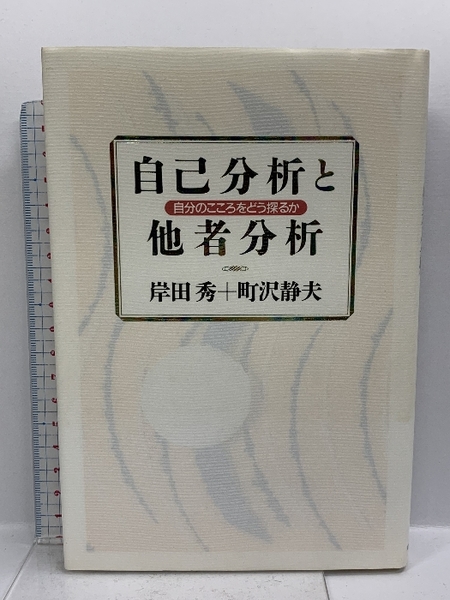 自己分析と
自分のこころをどう探るか
他者分析
岸田秀+町沢静夫